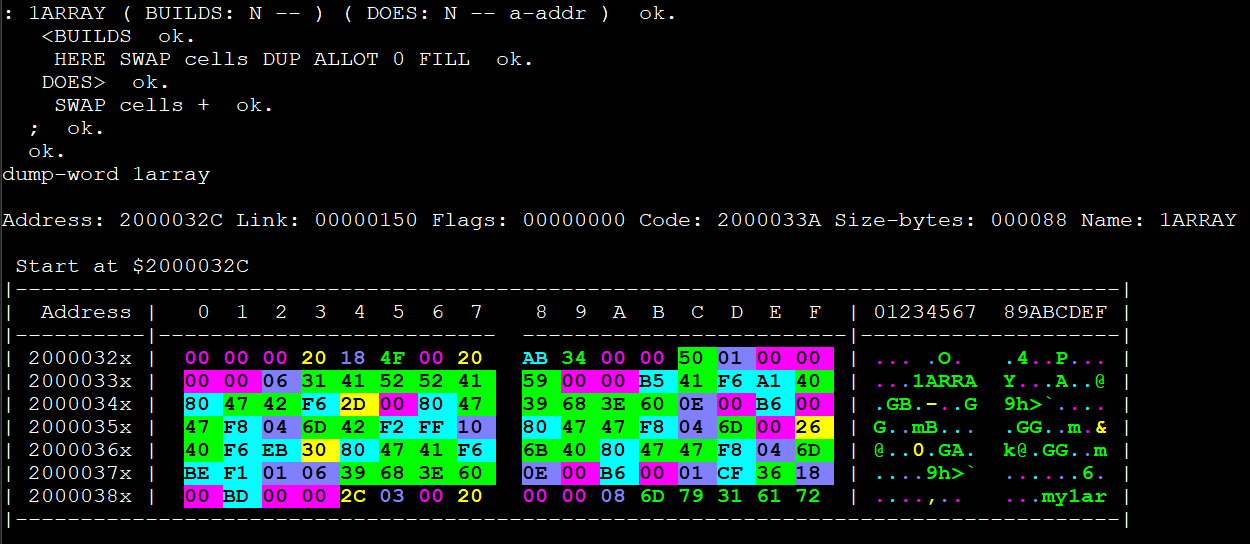 : 1ARRAY ( BUILDS: N -- ) ( DOES: N -- a-addr )  ok.
   <BUILDS  ok.
    HERE SWAP cells DUP ALLOT 0 FILL  ok.
   DOES>  ok.
    SWAP cells +  ok.
  ;  ok.
  ok.
dump-word 1array
Address: 2000032C Link: 00000150 Flags: 00000000 Code: 2000033A Size-bytes: 000088 Name: 1ARRAY
 Start at $2000032C
|-------------------------------------------------------------------------------------|
|  Address |   0  1  2  3  4  5  6  7   8  9  A  B  C  D  E  F  | 01234567  89ABCDEF |
|----------|--------------------------  -------------------------|--------------------|
| 2000032x |  00 00 00 20 18 4F 00 20  AB 34 00 00 50 01 00 00  | ... .O.   .4..P... |
| 2000033x |  00 00 06 31 41 52 52 41  59 00 00 B5 41 F6 A1 40  | ...1ARRA  Y...A..@ |
| 2000034x |  80 47 42 F6 2D 00 80 47  39 68 3E 60 0E 00 B6 00  | .GB.-..G  9h>`.... |
| 2000035x |  47 F8 04 6D 42 F2 FF 10  80 47 47 F8 04 6D 00 26  | G..mB...  .GG..m.& |
| 2000036x |  40 F6 EB 30 80 47 41 F6  6B 40 80 47 47 F8 04 6D  | @..0.GA.  k@.GG..m |
| 2000037x |  BE F1 01 06 39 68 3E 60  0E 00 B6 00 01 CF 36 18  | ....9h>`  ......6. |
| 2000038x |  00 BD 00 00 2C 03 00 20  00 00 08 6D 79 31 61 72  | ....,..   ...my1ar |
|-------------------------------------------------------------------------------------|